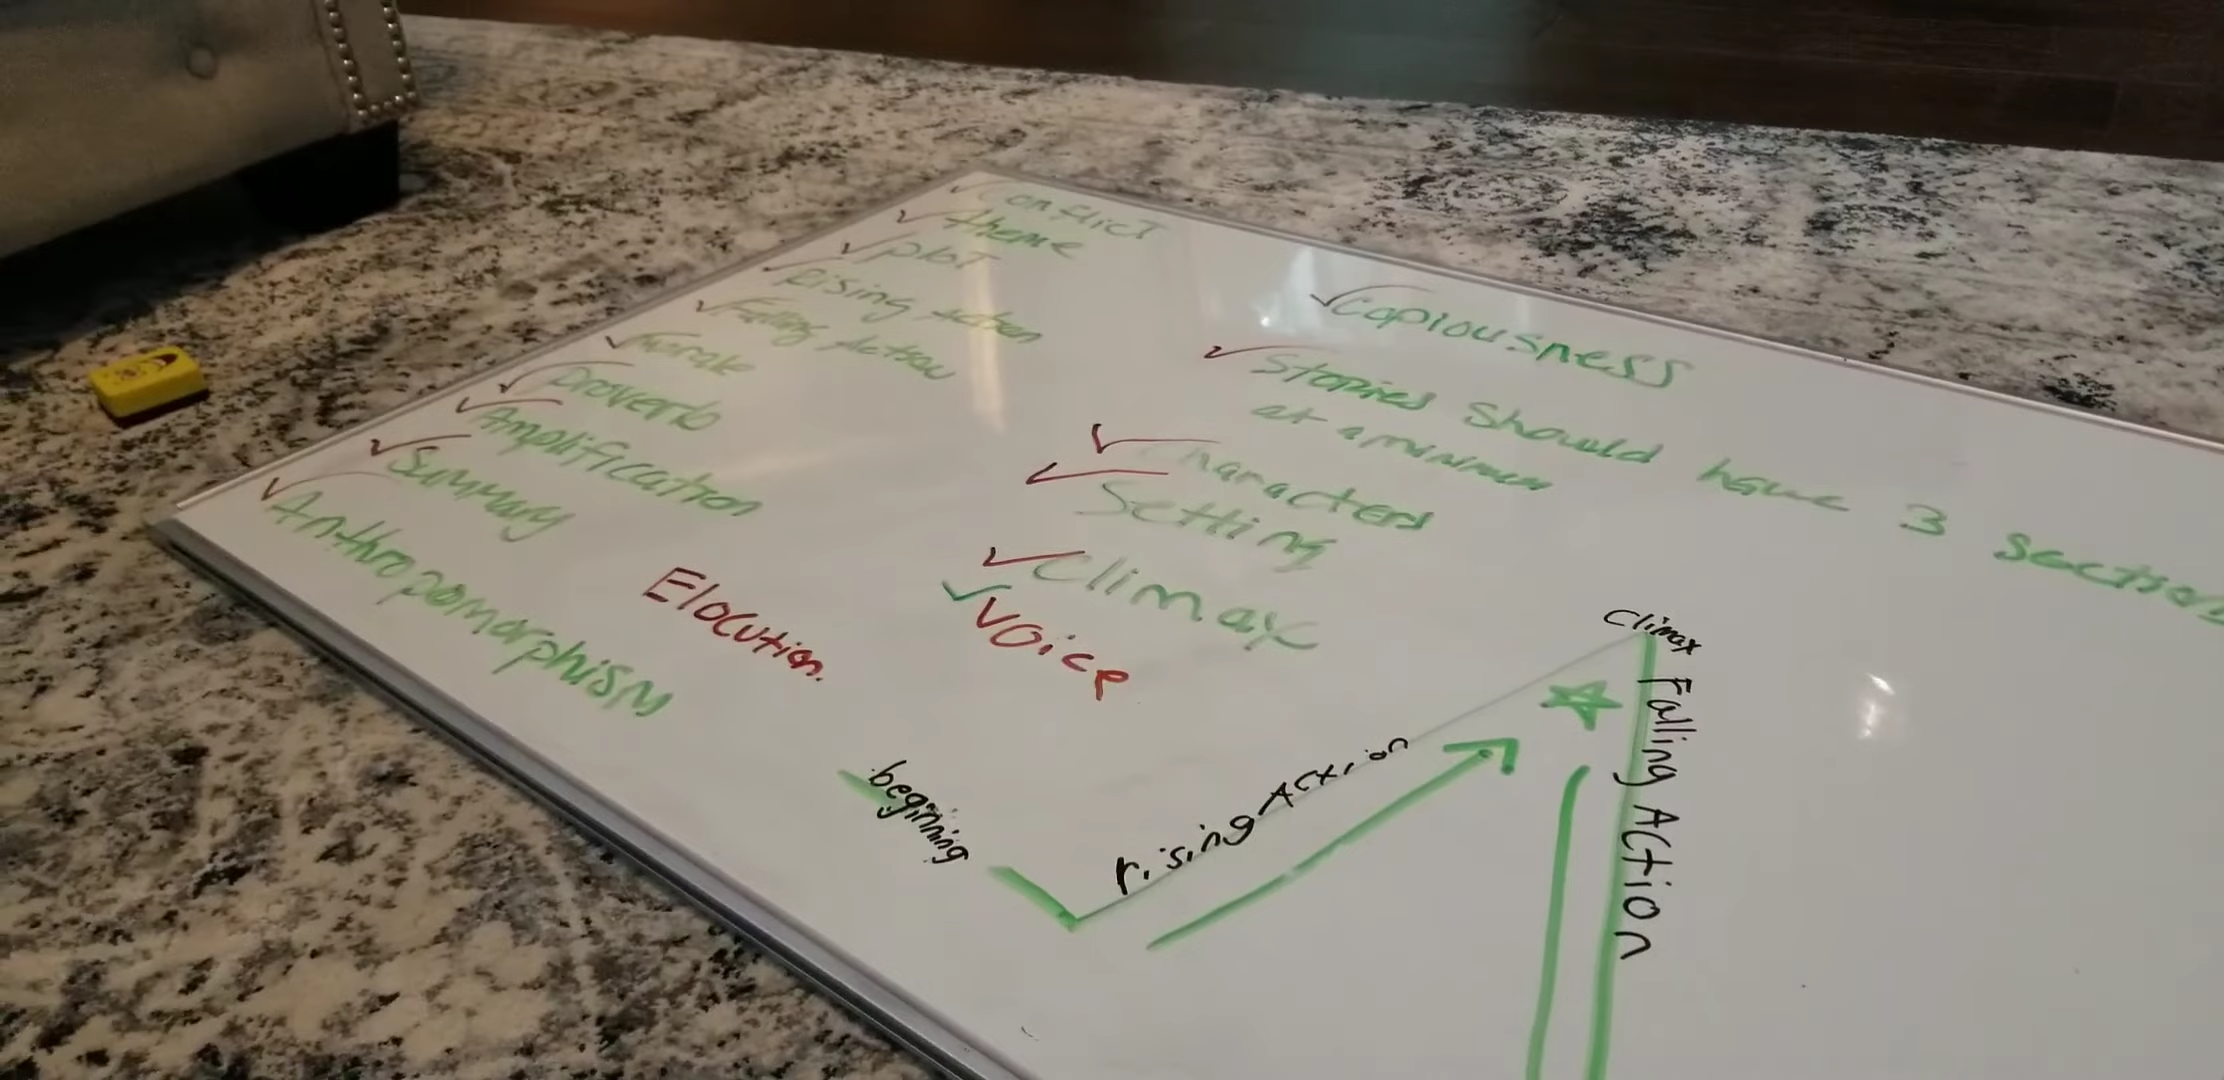 conflict
theme
plot
Rising Action
Falling Action
morale
proverb
Amplification
Summary
Anthropomorphism
Elocution.
copiousness
Stories Should have 3 sections
at a minimum
Characters
Setting
Climax
Voice
beginning
rising Action
Climax
Falling Action